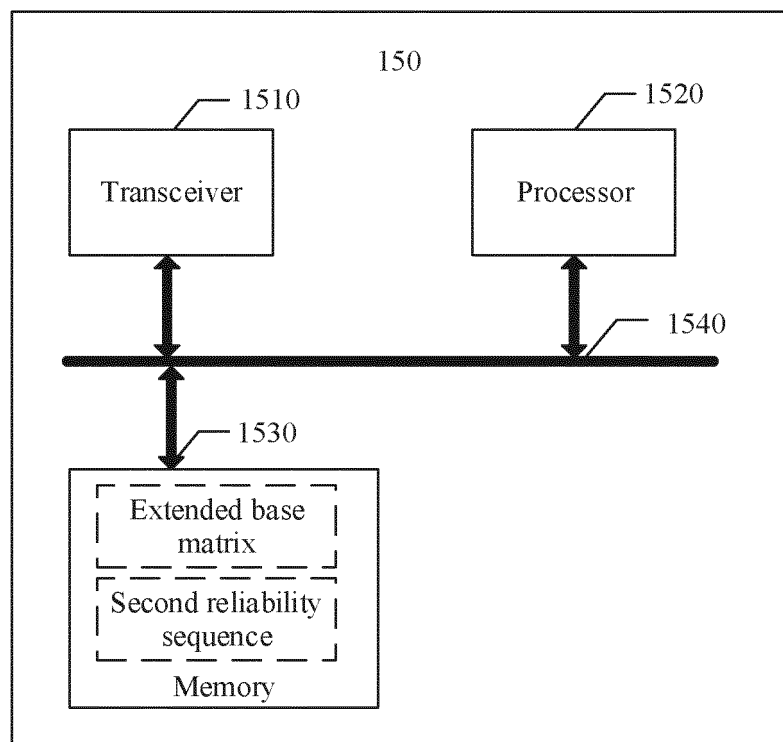 150
1510
1520
Transceiver
Processor
1540
1530
Extended base
matrix
Second reliability
sequence
Memory